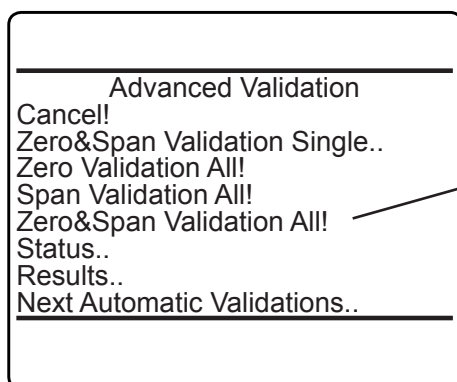 Advanced Validation
Cancel!
Zero&Span Validation Single..
Zero Validation All!
Span Validation All!
Zero&Span Validation All!
Status..
Results..
Next Automatic Validations..